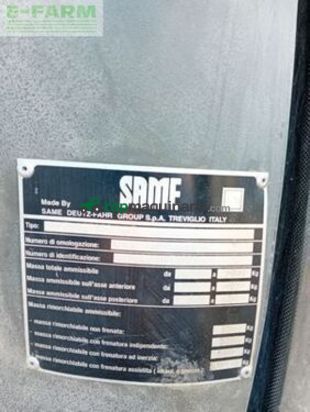 E-FARM
SAME
Made By
SAME DEUTZ-FAHR GROUP S.p.A. TREVIGLIO ITALY
Tipo:
Numero di omologazione:
Numero di identificazione:
Massa totale ammissibile da a Kg
Massa ammissibile sull'asse anteriore da a Kg
Massa ammissibile sull'asse posteriore da a Kg
Massa rimorchiabile ammissibile:
- massa rimorchiabile non frenata: Kg
- massa rimorchiabile con frenatura indipendente: Kg
- massa rimorchiabile con frenatura ad inerzia: Kg
- massa rimorchiabile con frenatura assistita